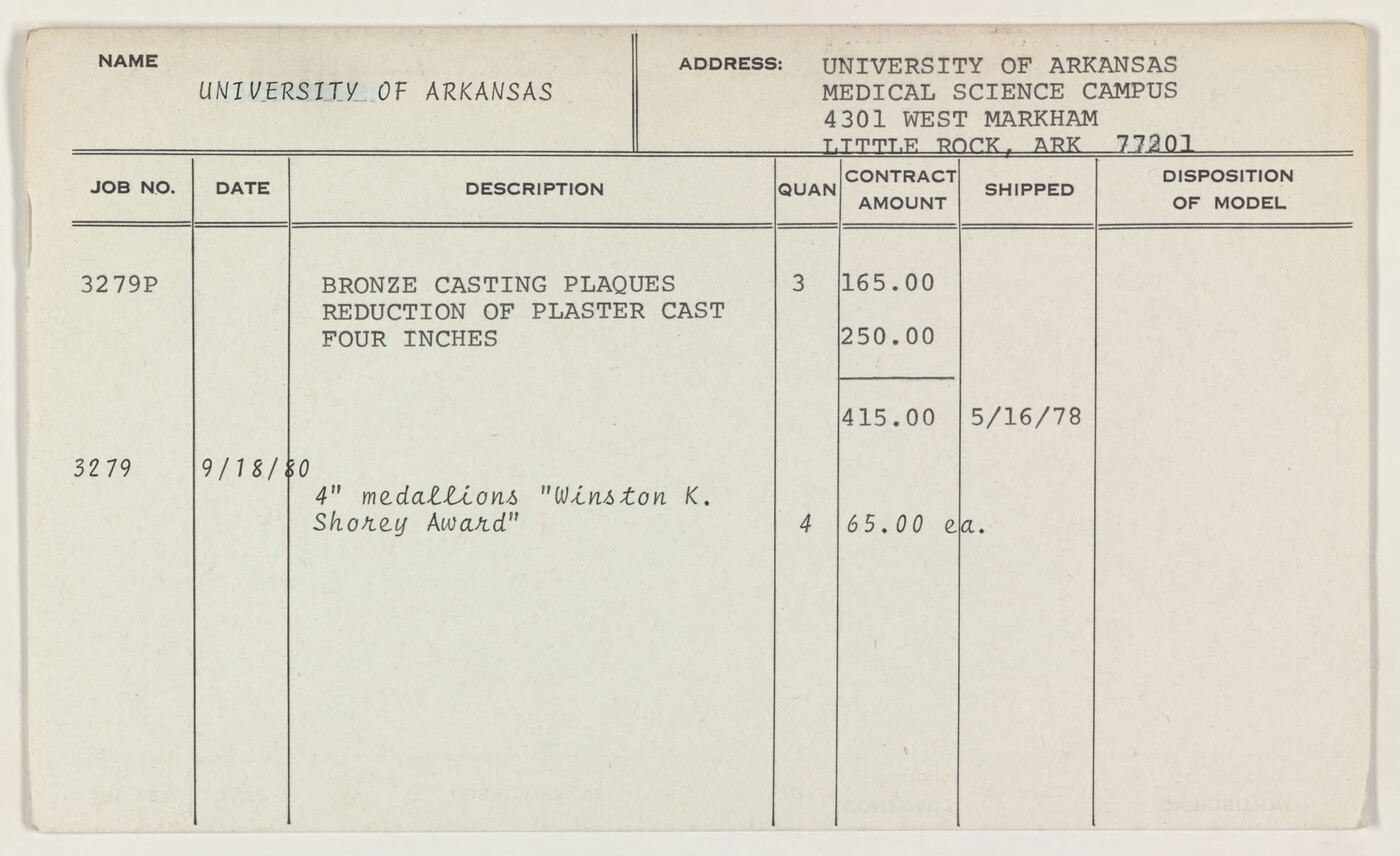 NAME
UNIVERSITY OF ARKANSAS
ADDRESS: UNIVERSITY OF ARKANSAS
MEDICAL SCIENCE CAMPUS
4301 WEST MARKHAM
LITTLE ROCK, ARK 77201
JOB NO. DATE DESCRIPTION QUAN CONTRACT AMOUNT SHIPPED DISPOSITION OF MODEL
3279P BRONZE CASTING PLAQUES 3 165.00
REDUCTION OF PLASTER CAST
FOUR INCHES 250.00
415.00 5/16/78
3279 9/18/80
4" medallions "Winston K.
Shorey Award" 4 65.00 ea.